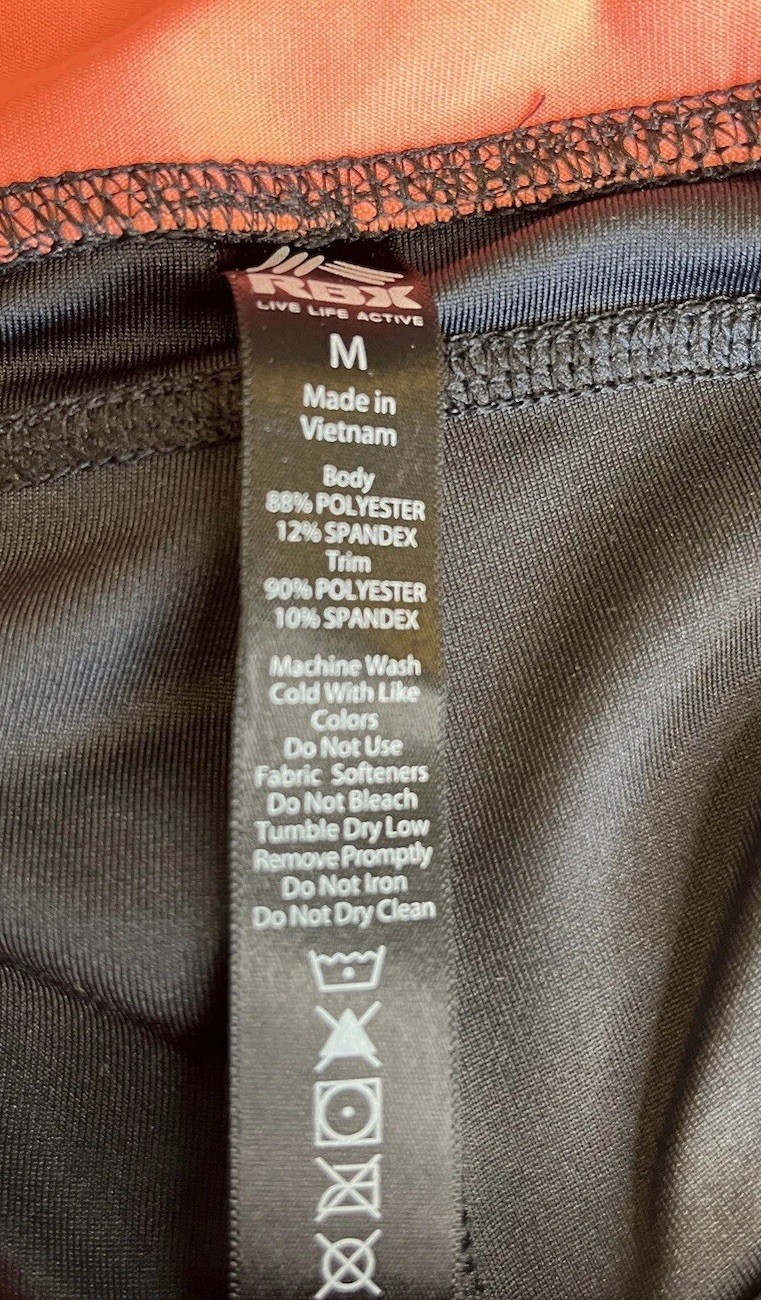 RBX
LIVE LIFE ACTIVE
M
Made in
Vietnam
Body
88% POLYESTER
12% SPANDEX
Trim
90% POLYESTER
10% SPANDEX
Machine Wash
Cold With Like
Colors
Do Not Use
Fabric Softeners
Do Not Bleach
Tumble Dry Low
Remove Promptly
Do Not Iron
Do Not Dry Clean